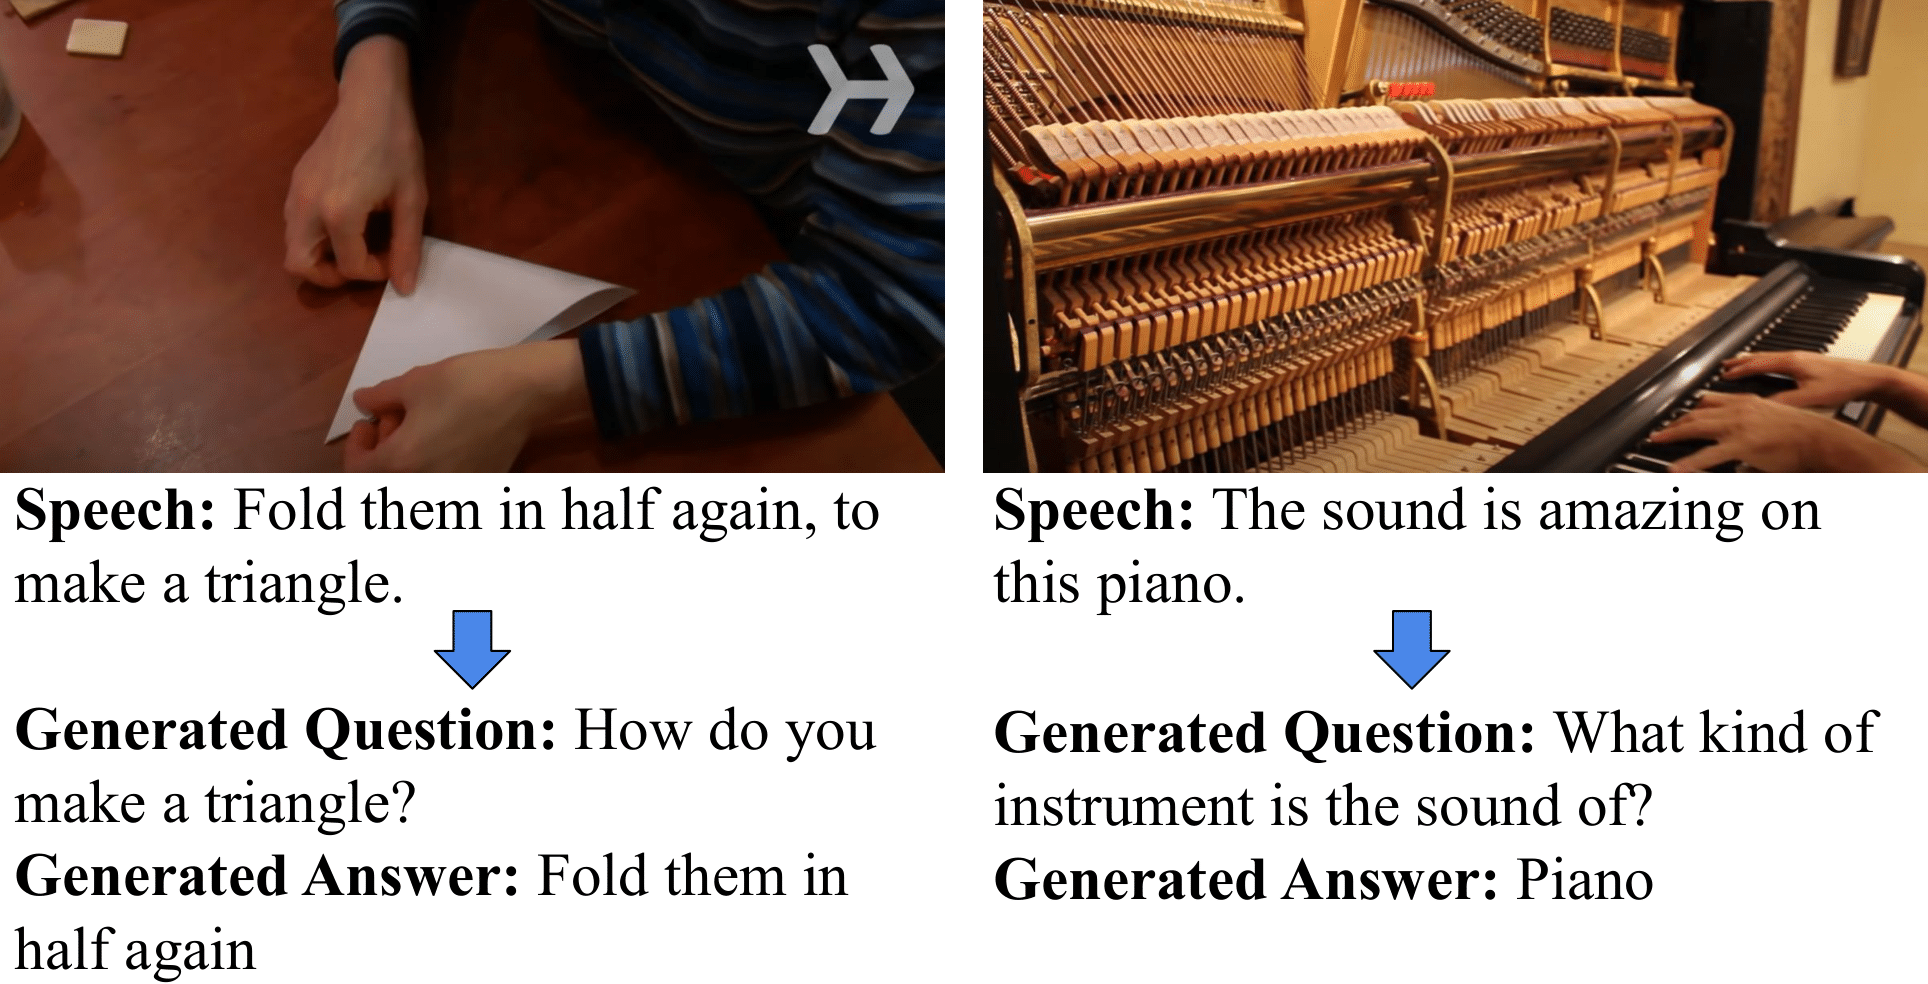 Speech: Fold them in half again, to
make a triangle.
Generated Question: How do you
make a triangle?
Generated Answer: Fold them in
half again
Speech: The sound is amazing on
this piano.
Generated Question: What kind of
instrument is the sound of?
Generated Answer: Piano